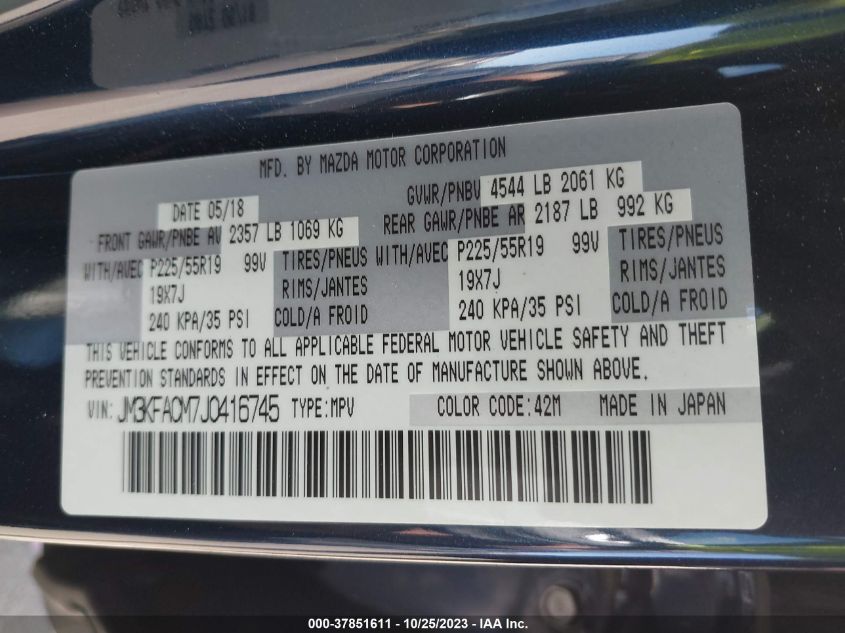 MFD. BY MAZDA MOTOR CORPORATION
DATE 05/18 GVWR/PNBV 4544 LB 2061 KG
FRONT GAWR/PNBE AV 2357 LB 1069 KG REAR GAWR/PNBE AR 2187 LB 992 KG
WITH/AVEC P225/55R19 99V TIRES/PNEUS WITH/AVEC P225/55R19 99V TIRES/PNEUS
19X7J RIMS/JANTES 19X7J RIMS/JANTES
240 KPA/35 PSI COLD/A FROID 240 KPA/35 PSI COLD/A FROID
THIS VEHICLE CONFORMS TO ALL APPLICABLE FEDERAL MOTOR VEHICLE SAFETY AND THEFT
PREVENTION STANDARDS IN EFFECT ON THE DATE OF MANUFACTURE SHOWN ABOVE.
VIN: JM3KFACM7J0416745 TYPE:MPV COLOR CODE:42M MADE IN JAPAN
000-37851611 - 10/25/2023 - IAA Inc.